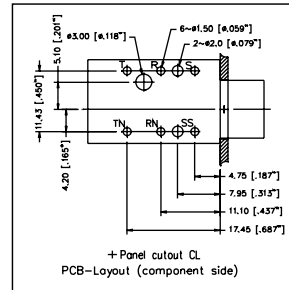 6-ø1.50 [ø.059"]
ø3.00 [ø.118"]
2-ø2.0 [ø.079"]
5.10 [.201"]
T R S
11.43 [.450"]
4.20 [.165"]
TN RN SS
4.75 [.187"]
7.95 [.313"]
11.10 [.437"]
17.45 [.687"]
+ Panel cutout CL
PCB-Layout (component side)